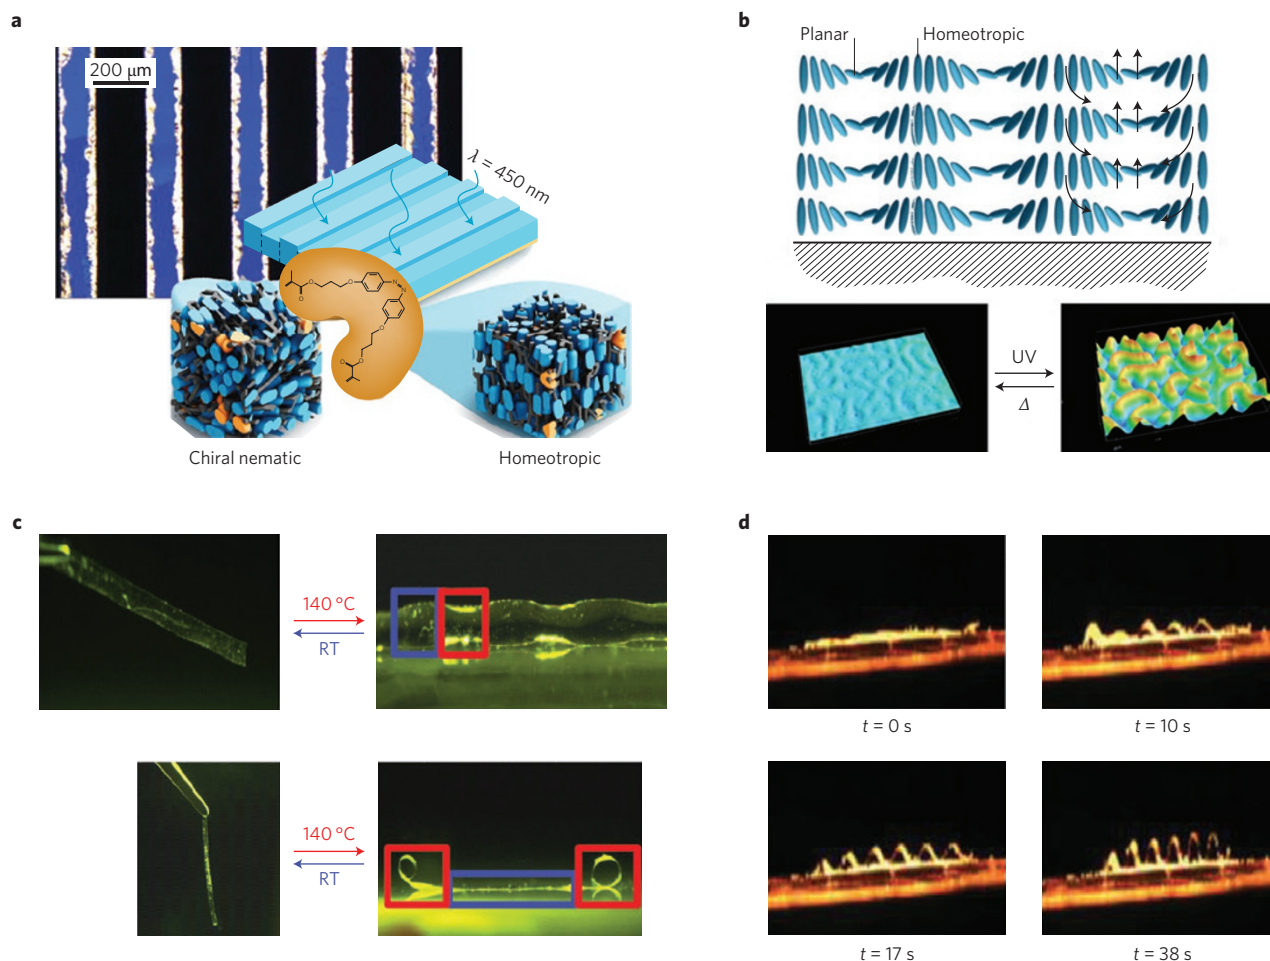 a
200 μm
λ = 450 nm
N
N
O
O
O
O
O
O
Chiral nematic
Homeotropic
b
Planar
Homeotropic
UV
Δ
c
140 °C
RT
140 °C
RT
d
t = 0 s
t = 10 s
t = 17 s
t = 38 s